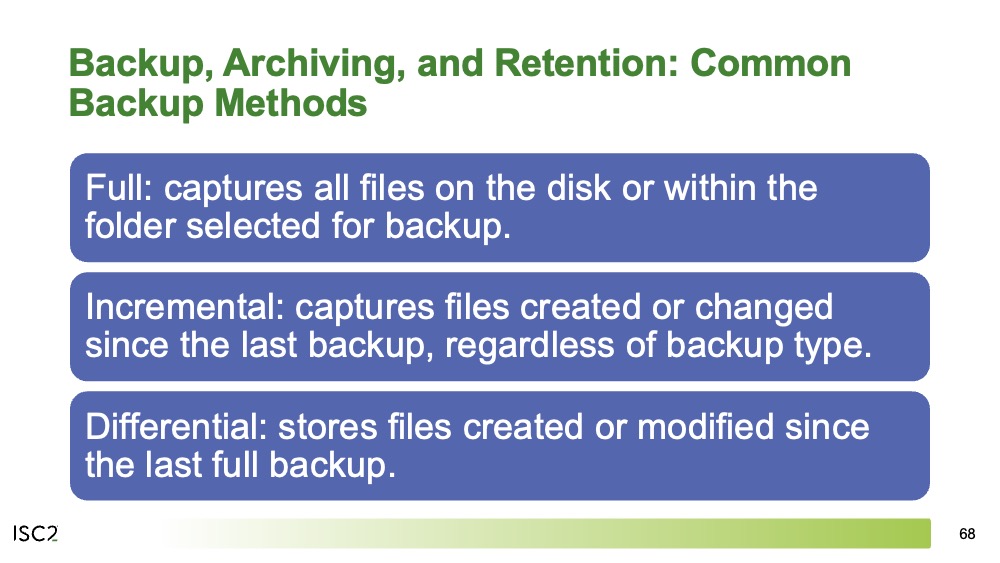 Backup, Archiving, and Retention: Common
Backup Methods
Full: captures all files on the disk or within the
folder selected for backup.
Incremental: captures files created or changed
since the last backup, regardless of backup type.
Differential: stores files created or modified since
the last full backup.
ISC2
68